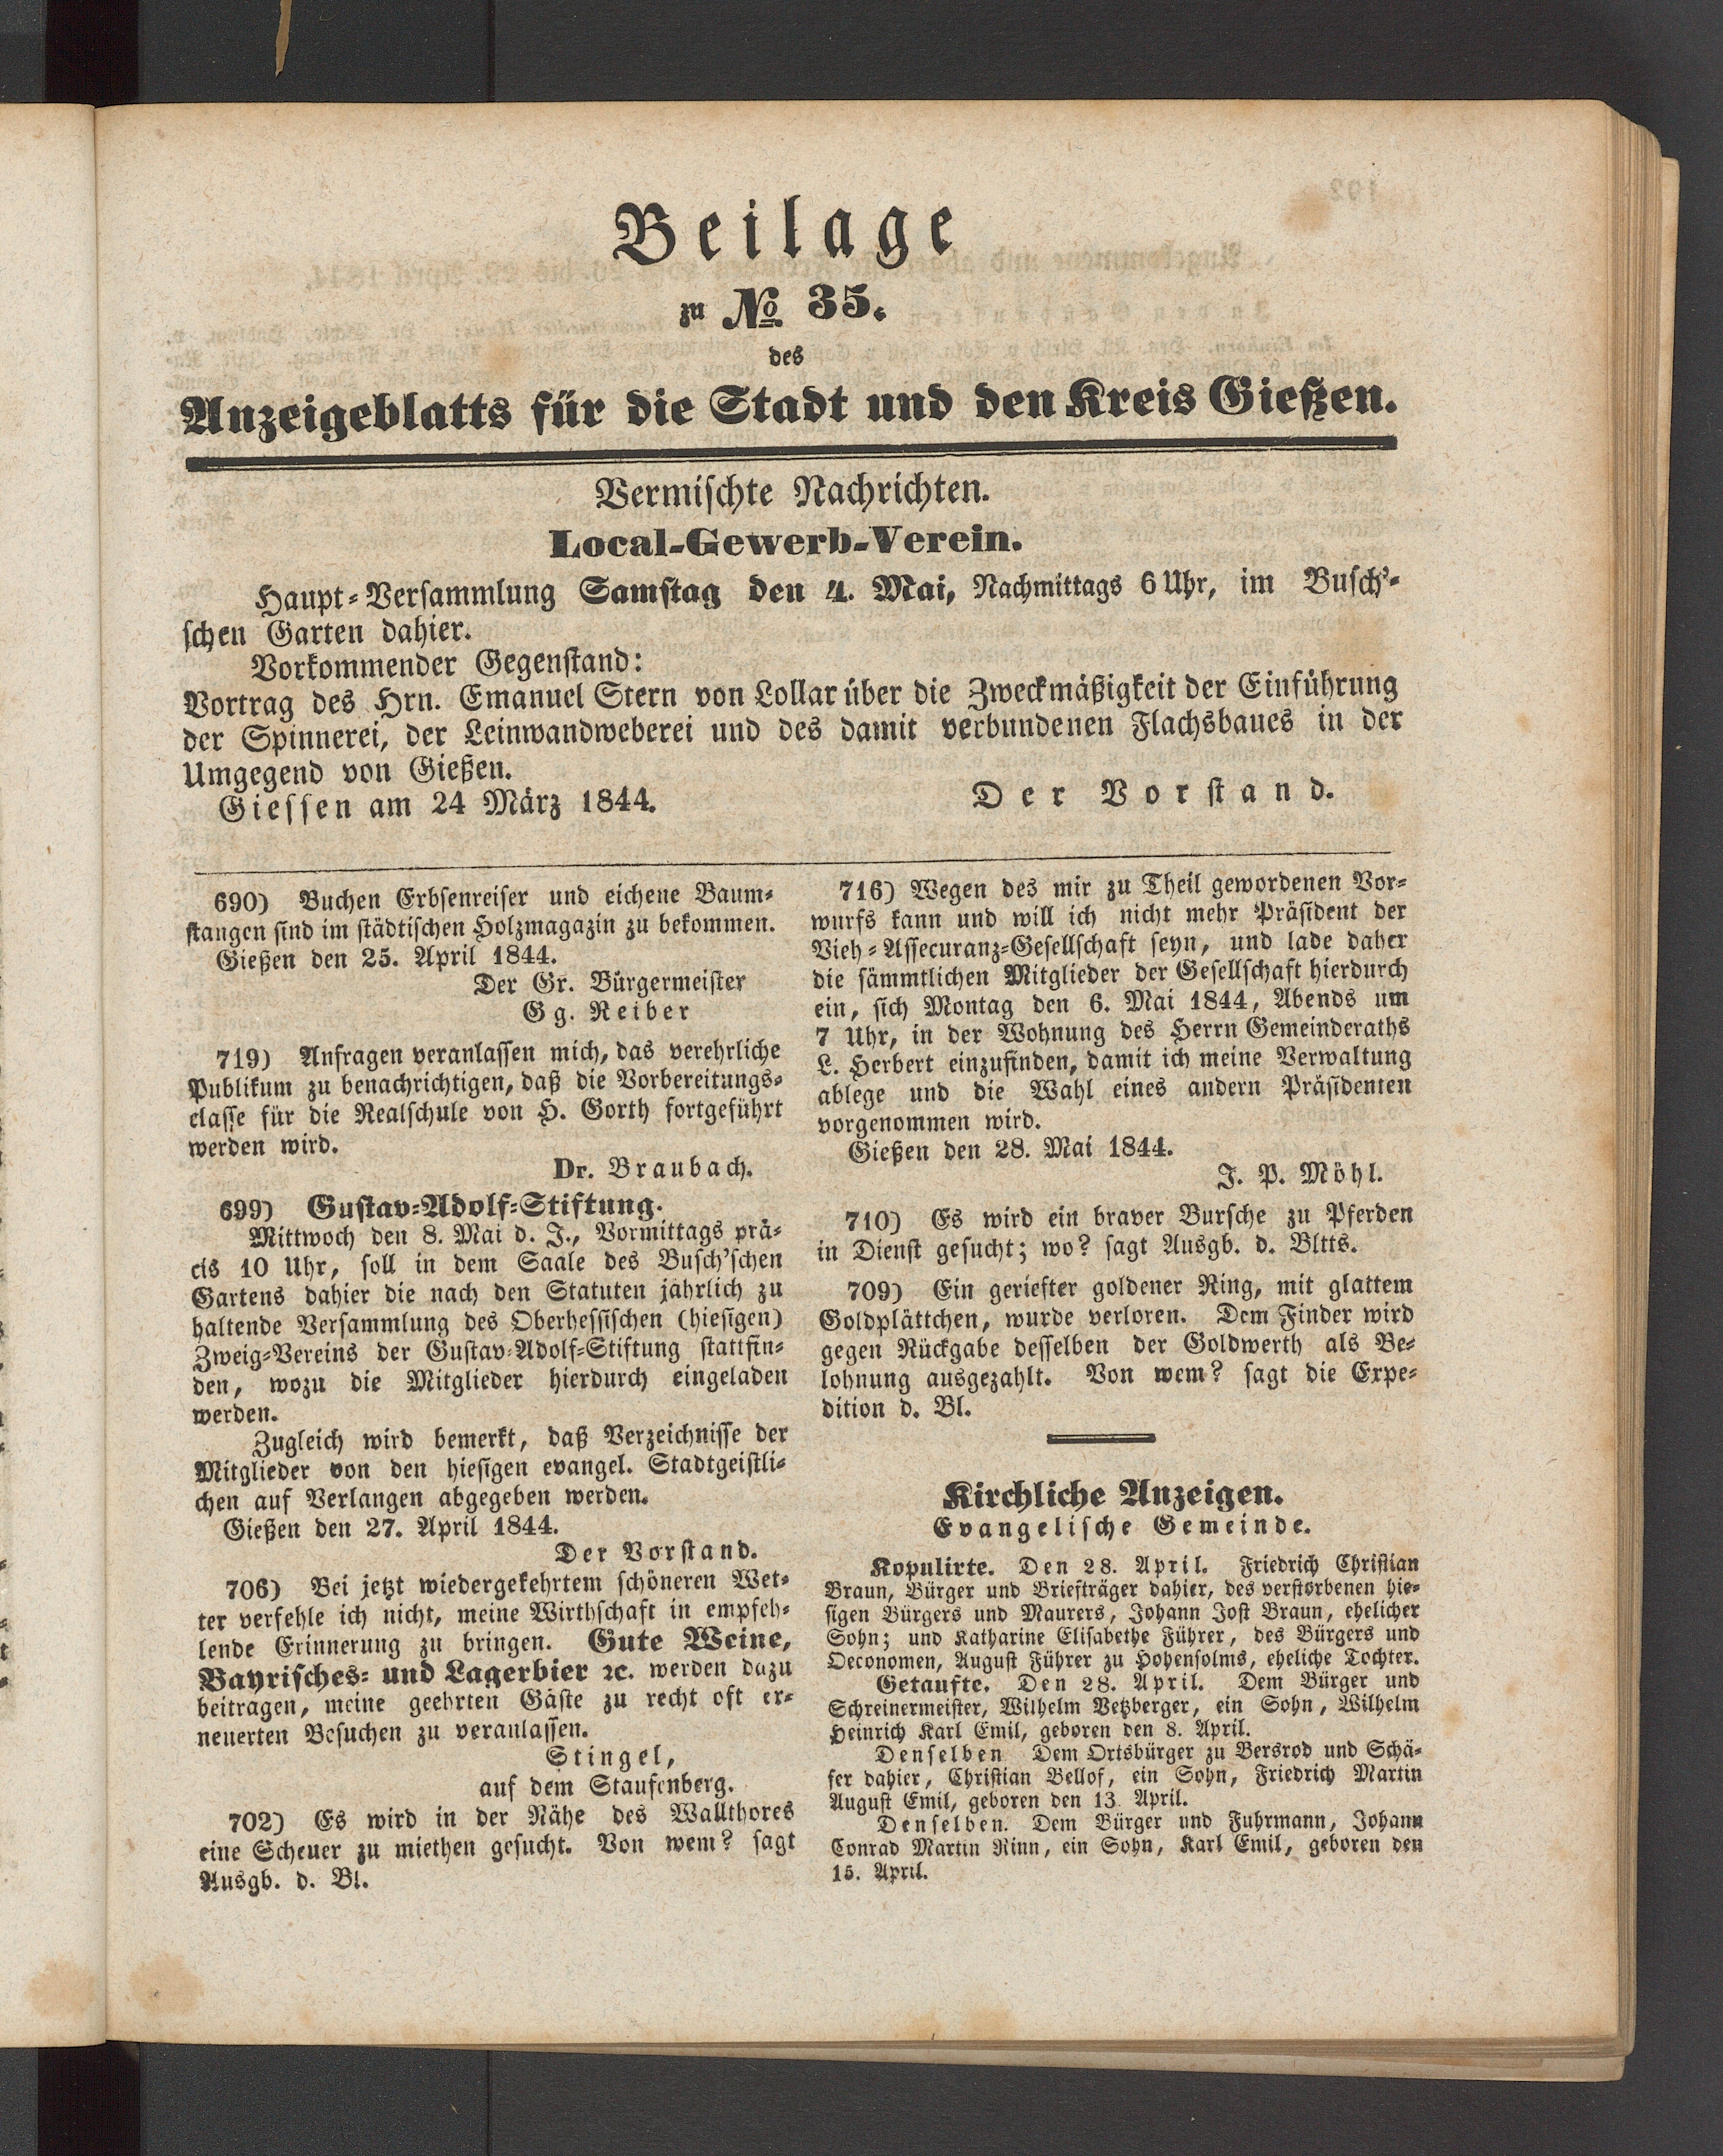 Beilage
zu No 35.
des
Anzeigeblatts für die Stadt und den Kreis Gießen.
Vermischte Nachrichten.
Local-Gewerb-Verein.
Haupt-Versammlung Samstag den 4. Mai, Nachmittags 6 Uhr, im Busch'-
schen Garten dahier.
Vorkommender Gegenstand:
Vortrag des Hrn. Emanuel Stern von Lollar über die Zweckmäßigkeit der Einführung
der Spinnerei, der Leinwandweberei und des damit verbundenen Flachsbaues in der
Umgegend von Gießen.
Giessen am 24 März 1844.
Der Vorstand.
690) Buchen Erbsenreiser und eichene Baum-
stangen sind im städtischen Holzmagazin zu bekommen.
Gießen den 25. April 1844.
Der Gr. Bürgermeister
Gg. Reiber
719) Anfragen veranlassen mich, das verehrliche
Publikum zu benachrichtigen, daß die Vorbereitungs-
classe für die Realschule von H. Gorth fortgeführt
werden wird.
Dr. Braubach.
699) Gustav-Adolf-Stiftung.
Mittwoch den 8. Mai d. J., Vormittags prä-
cis 10 Uhr, soll in dem Saale des Busch'schen
Gartens dahier die nach den Statuten jährlich zu
haltende Versammlung des Oberhessischen (hiesigen)
Zweig-Vereins der Gustav-Adolf-Stiftung stattfin-
den, wozu die Mitglieder hierdurch eingeladen
werden.
Zugleich wird bemerkt, daß Verzeichnisse der
Mitglieder von den hiesigen evangel. Stadtgeistli-
chen auf Verlangen abgegeben werden.
Gießen den 27. April 1844.
Der Vorstand.
706) Bei jetzt wiedergekehrtem schöneren Wet-
ter verfehle ich nicht, meine Wirthschaft in empfeh-
lende Erinnerung zu bringen. Gute Weine,
Bayrisches- und Lagerbier ꝛc. werden dazu
beitragen, meine geehrten Gäste zu recht oft er-
neuerten Besuchen zu veranlassen.
Stingel,
auf dem Staufenberg.
702) Es wird in der Nähe des Wallthores
eine Scheuer zu miethen gesucht. Von wem? sagt
Ausgb. d. Bl.
716) Wegen des mir zu Theil gewordenen Vor-
wurfs kann und will ich nicht mehr Präsident der
Vieh-Assecuranz-Gesellschaft seyn, und lade daher
die sämmtlichen Mitglieder der Gesellschaft hierdurch
ein, sich Montag den 6. Mai 1844, Abends um
7 Uhr, in der Wohnung des Herrn Gemeinderaths
L. Herbert einzufinden, damit ich meine Verwaltung
ablege und die Wahl eines andern Präsidenten
vorgenommen wird.
Gießen den 28. Mai 1844.
J. P. Möhl.
710) Es wird ein braver Bursche zu Pferden
in Dienst gesucht; wo? sagt Ausgb. d. Bltts.
709) Ein geriefter goldener Ring, mit glattem
Goldplättchen, wurde verloren. Dem Finder wird
gegen Rückgabe desselben der Goldwerth als Be-
lohnung ausgezahlt. Von wem? sagt die Expe-
dition d. Bl.
Kirchliche Anzeigen.
Evangelische Gemeinde.
Kopulirte. Den 28. April. Friedrich Christian
Braun, Bürger und Briefträger dahier, des verstorbenen hie-
sigen Bürgers und Maurers, Johann Jost Braun, ehelicher
Sohn; und Katharine Elisabethe Führer, des Bürgers und
Oeconomen, August Führer zu Hohensolms, eheliche Tochter.
Getaufte. Den 28. April. Dem Bürger und
Schreinermeister, Wilhelm Vetzberger, ein Sohn, Wilhelm
Heinrich Karl Emil, geboren den 8. April.
Denselben Dem Ortsbürger zu Bersrod und Schä-
fer dahier, Christian Bellof, ein Sohn, Friedrich Martin
August Emil, geboren den 13 April.
Denselben. Dem Bürger und Fuhrmann, Johann
Conrad Martin Rinn, ein Sohn, Karl Emil, geboren den
15. April.